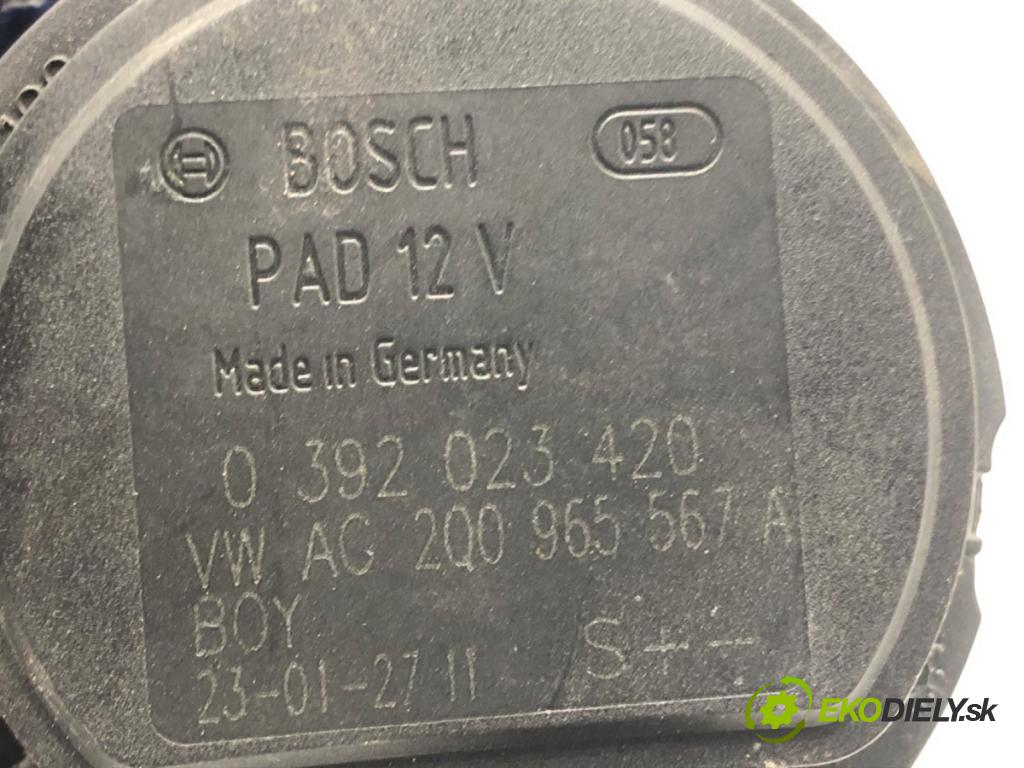 BOSCH 058
PAD 12 V
Made in Germany
0 392 023 420
VW AG 2Q0 965 567 A
BOY
23-01-27 11 S + -
EKODIELY.sk